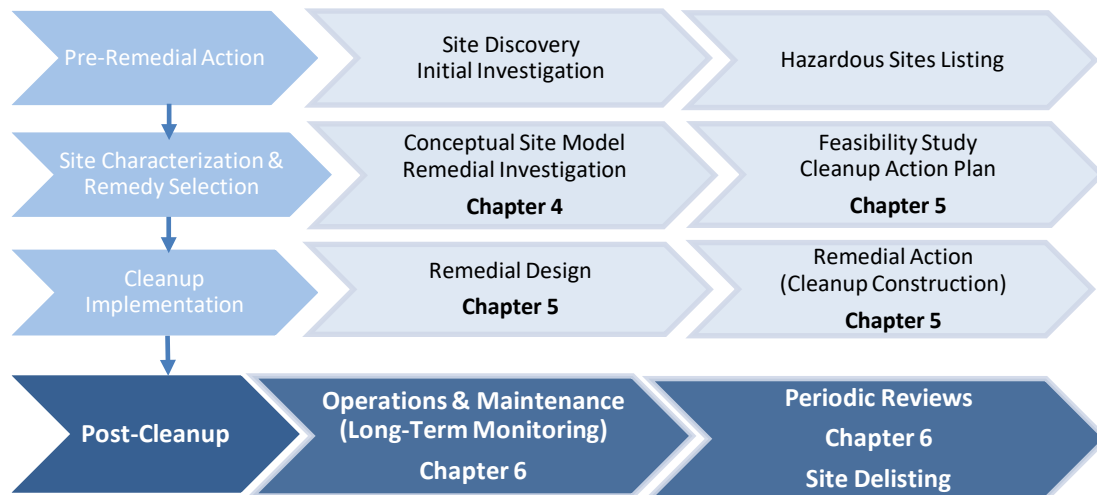 Pre-Remedial Action
Site Discovery
Initial Investigation
Hazardous Sites Listing
Site Characterization &
Remedy Selection
Conceptual Site Model
Remedial Investigation
Chapter 4
Feasibility Study
Cleanup Action Plan
Chapter 5
Cleanup
Implementation
Remedial Design
Chapter 5
Remedial Action
(Cleanup Construction)
Chapter 5
Post-Cleanup
Operations & Maintenance
(Long-Term Monitoring)
Chapter 6
Periodic Reviews
Chapter 6
Site Delisting